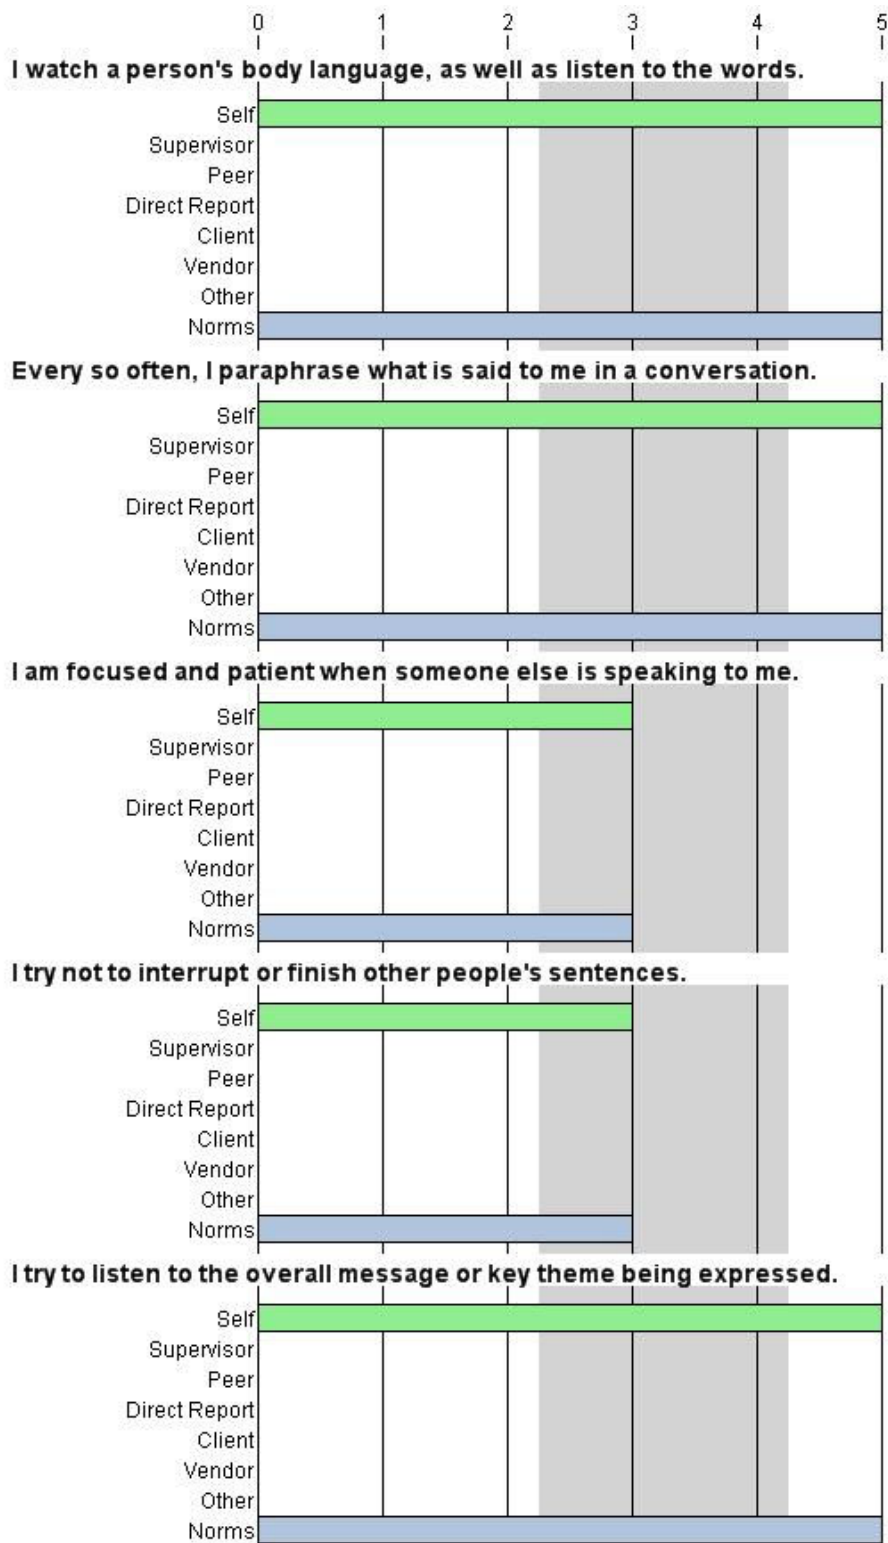 0 1 2 3 4 5
I watch a person's body language, as well as listen to the words.
Self
Supervisor
Peer
Direct Report
Client
Vendor
Other
Norms
Every so often, I paraphrase what is said to me in a conversation.
Self
Supervisor
Peer
Direct Report
Client
Vendor
Other
Norms
I am focused and patient when someone else is speaking to me.
Self
Supervisor
Peer
Direct Report
Client
Vendor
Other
Norms
I try not to interrupt or finish other people's sentences.
Self
Supervisor
Peer
Direct Report
Client
Vendor
Other
Norms
I try to listen to the overall message or key theme being expressed.
Self
Supervisor
Peer
Direct Report
Client
Vendor
Other
Norms